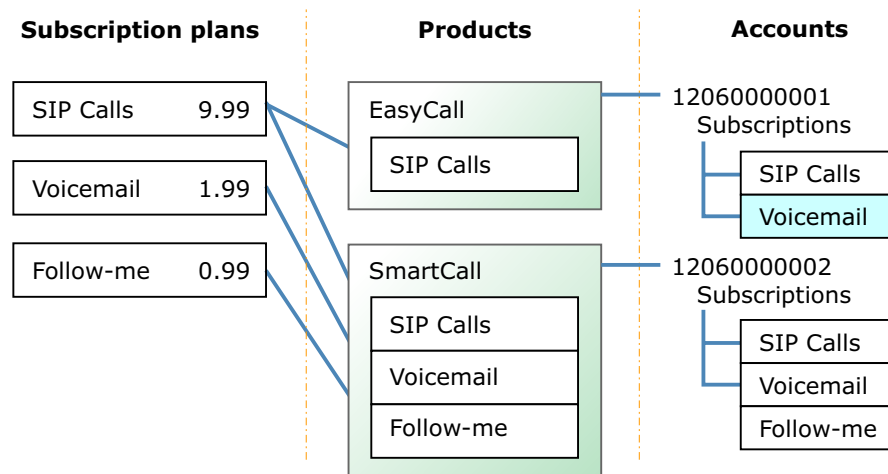 Subscription plans
Products
Accounts
SIP Calls 9.99
Voicemail 1.99
Follow-me 0.99
EasyCall
SIP Calls
SmartCall
SIP Calls
Voicemail
Follow-me
12060000001
Subscriptions
SIP Calls
Voicemail
12060000002
Subscriptions
SIP Calls
Voicemail
Follow-me